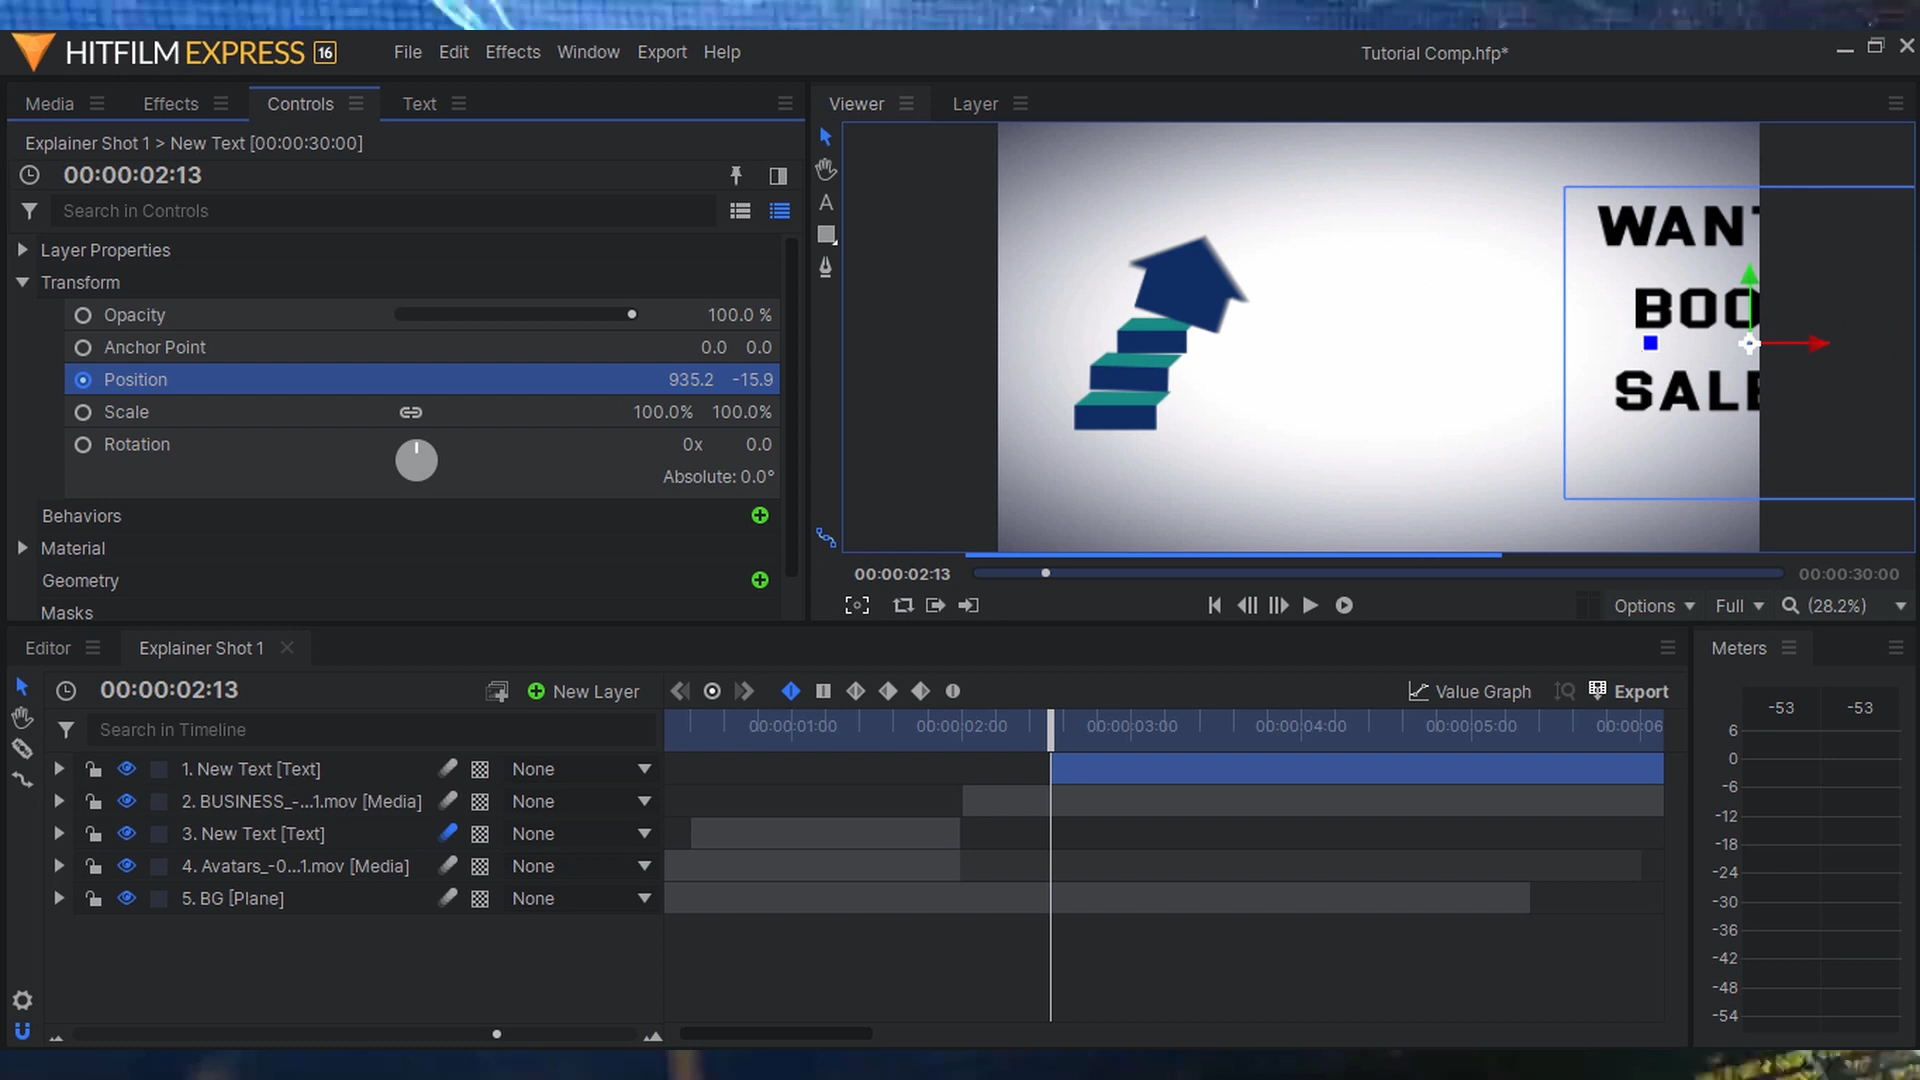 HITFILM EXPRESS 16
File Edit Effects Window Export Help
Tutorial Comp.hfp*
Media Effects Controls Text
Explainer Shot 1 > New Text [00:00:30:00]
00:00:02:13
Search in Controls
Layer Properties
Transform
Opacity 100.0 %
Anchor Point 0.0 0.0
Position 935.2 -15.9
Scale 100.0% 100.0%
Rotation 0x 0.0
Absolute: 0.0°
Behaviors
Material
Geometry
Masks
Viewer Layer
A
WANT
BOO
SALE
00:00:02:13 00:00:30:00
Options Full (28.2%)
Editor Explainer Shot 1
00:00:02:13 New Layer Value Graph Export
Search in Timeline
00:00:01:00 00:00:02:00 00:00:03:00 00:00:04:00 00:00:05:00 00:00:06
1. New Text [Text] None
2. BUSINESS_-...1.mov [Media] None
3. New Text [Text] None
4. Avatars_-0...1.mov [Media] None
5. BG [Plane] None
Meters
-53 -53
6
0
-6
-12
-18
-24
-30
-36
-42
-48
-54